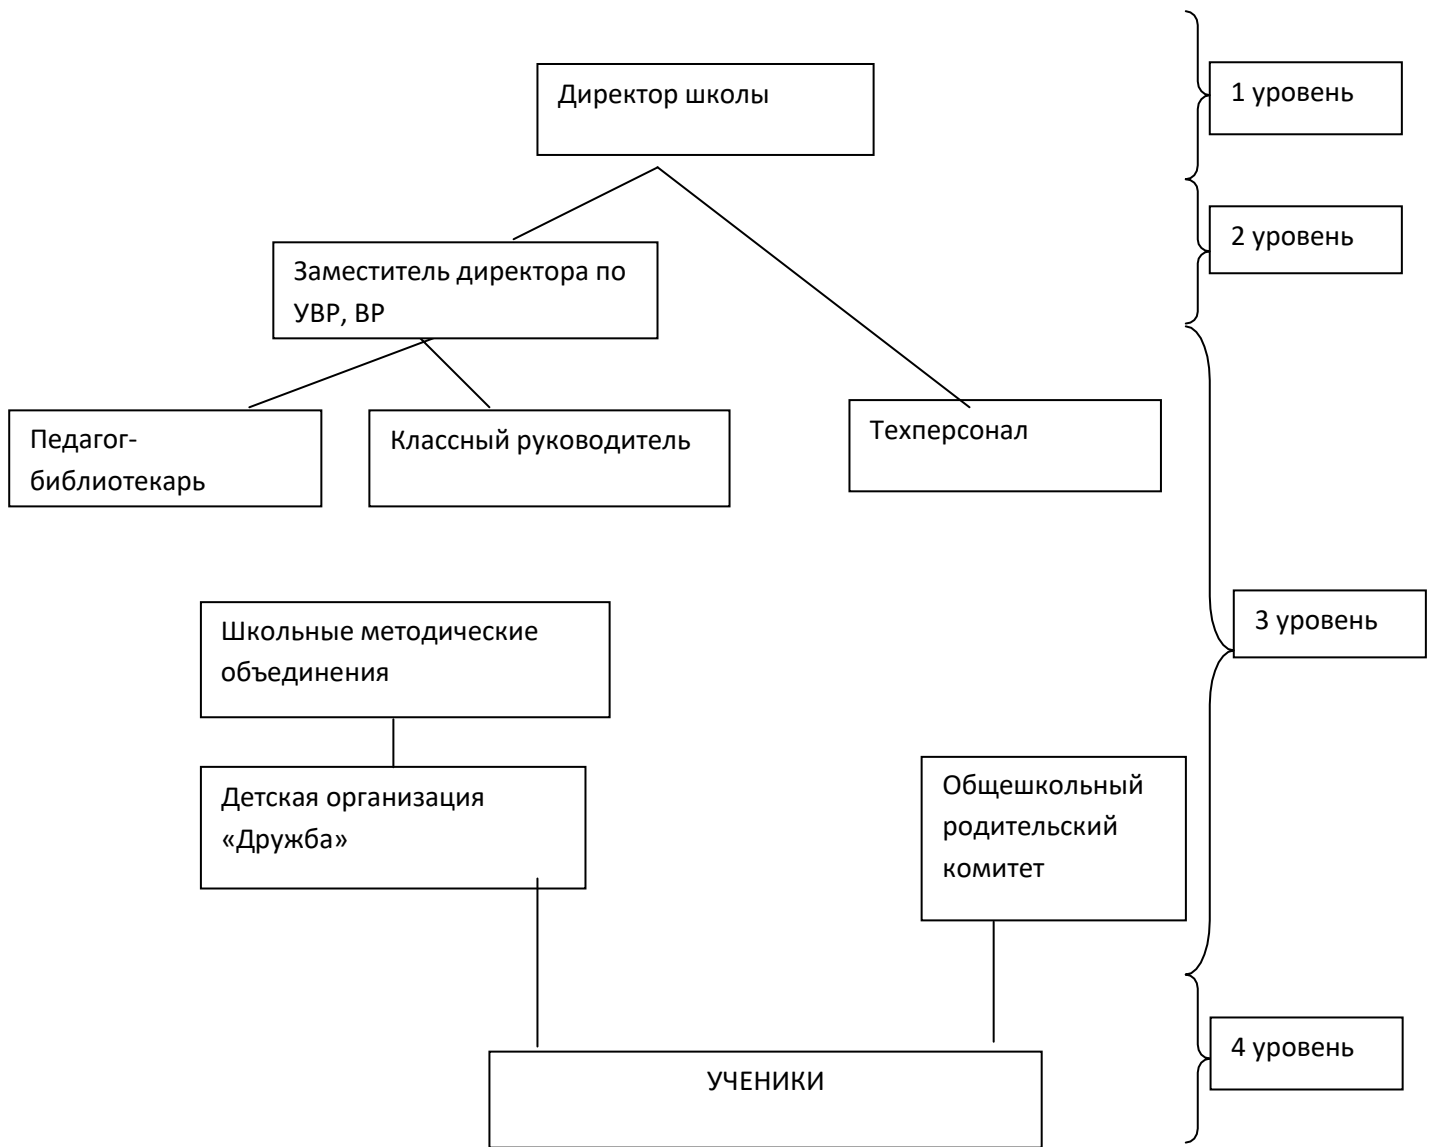 Директор школы
1 уровень
2 уровень
Заместитель директора по
УВР, ВР
Педагог-
библиотекарь
Классный руководитель
Техперсонал
Школьные методические
объединения
3 уровень
Детская организация
«Дружба»
Общешкольный
родительский
комитет
4 уровень
УЧЕНИКИ